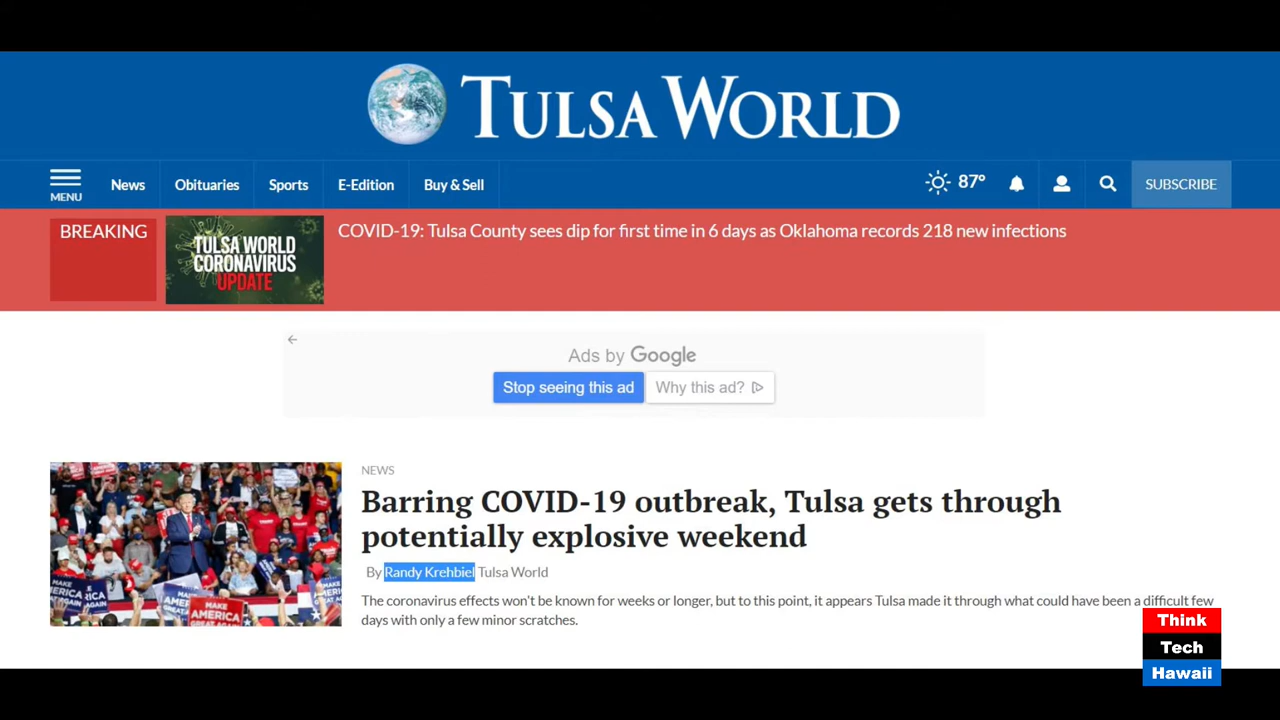 TULSA WORLD
MENU
News
Obituaries
Sports
E-Edition
Buy & Sell
87°
SUBSCRIBE
BREAKING
TULSA WORLD
CORONAVIRUS
UPDATE
COVID-19: Tulsa County sees dip for first time in 6 days as Oklahoma records 218 new infections
Ads by Google
Stop seeing this ad
Why this ad?
NEWS
Barring COVID-19 outbreak, Tulsa gets through
potentially explosive weekend
By Randy Krehbiel Tulsa World
The coronavirus effects won't be known for weeks or longer, but to this point, it appears Tulsa made it through what could have been a difficult few
days with only a few minor scratches.
MAKE
AMERICA
GREAT AGAIN
Think
Tech
Hawaii